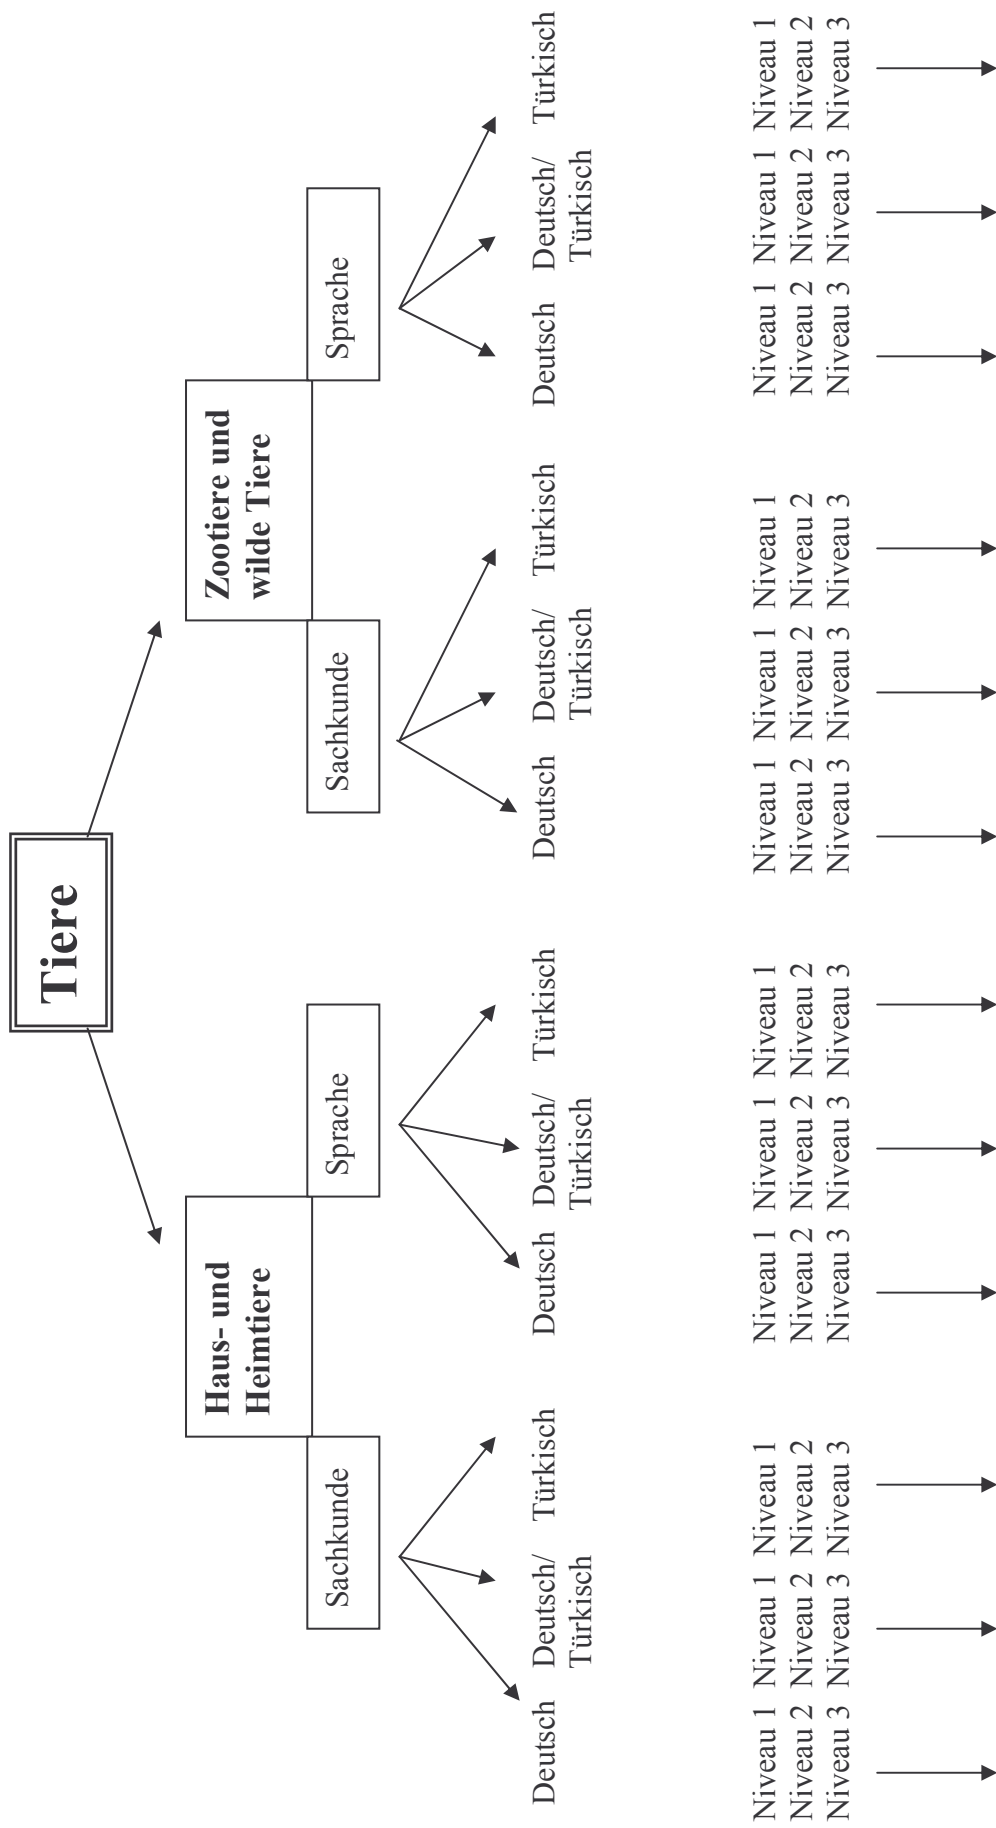 Tiere
Haus- und
Heimtiere
Zootiere und
wilde Tiere
Sachkunde
Sprache
Sachkunde
Sprache
Deutsch
Deutsch/
Türkisch
Türkisch
Deutsch
Deutsch/
Türkisch
Türkisch
Deutsch
Deutsch/
Türkisch
Türkisch
Deutsch
Deutsch/
Türkisch
Türkisch
Niveau 1 Niveau 1 Niveau 1 Niveau 1 Niveau 1 Niveau 1 Niveau 1 Niveau 1 Niveau 1 Niveau 1 Niveau 1 Niveau 1
Niveau 2 Niveau 2 Niveau 2 Niveau 2 Niveau 2 Niveau 2 Niveau 2 Niveau 2 Niveau 2 Niveau 2 Niveau 2 Niveau 2
Niveau 3 Niveau 3 Niveau 3 Niveau 3 Niveau 3 Niveau 3 Niveau 3 Niveau 3 Niveau 3 Niveau 3 Niveau 3 Niveau 3